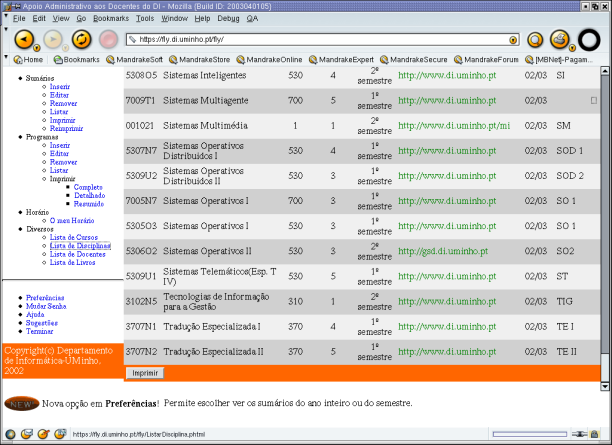 Apoio Administrativo aos Docentes do DI - Mozilla {Build ID: 2003040105}
File Edit View Go Bookmarks Tools Window Help Debug QA
https://fly.di.uminho.pt/fly/
Home Bookmarks MandrakeSoft MandrakeStore MandrakeOnline MandrakeExpert MandrakeSecure MandrakeForum [MBNet]-Pagam...
Sumários
Inserir
Editar
Remover
Listar
Imprimir
Reimprimir
Programas
Inserir
Editar
Remover
Listar
Imprimir
Completo
Detalhado
Resumido
Horário
O meu Horário
Diversos
Lista de Cursos
Lista de Disciplinas
Lista de Docentes
Lista de Livros
Preferências
Mudar Senha
Ajuda
Sugestões
Terminar
Copyright(c) Departamento
de Informática-UMinho,
2002
5308O5 Sistemas Inteligentes 530 4 2º semestre http://www.di.uminho.pt 02/03 SI
7009T1 Sistemas Multiagente 700 5 1º semestre http://www.di.uminho.pt 02/03
001021 Sistemas Multimédia 1 1 2º semestre http://www.di.uminho.pt/mi 02/03 SM
5307N7 Sistemas Operativos Distribuidos I 530 4 1º semestre http://www.di.uminho.pt 02/03 SOD 1
5309U2 Sistemas Operativos Distribuidos II 530 5 2º semestre http://www.di.uminho.pt 02/03 SOD 2
7005N7 Sistemas Operativos I 700 3 1º semestre http://www.di.uminho.pt 02/03 SO 1
5305O3 Sistemas Operativos I 530 3 1º semestre http://www.di.uminho.pt 02/03 SO 1
5306O2 Sistemas Operativos II 530 3 2º semestre http://gsd.di.uminho.pt 02/03 SO2
5309U1 Sistemas Telemáticos(Esp. T IV) 530 5 1º semestre http://www.di.uminho.pt 02/03 ST
3102N5 Tecnologias de Informação para a Gestão 310 1 2º semestre http://www.di.uminho.pt 02/03 TIG
3707N1 Tradução Especializada I 370 4 1º semestre http://www.di.uminho.pt 02/03 TE I
3707N2 Tradução Especializada II 370 5 1º semestre http://www.di.uminho.pt 02/03 TE II
Imprimir
NEW Nova opção em Preferências! Permite escolher ver os sumários do ano inteiro ou do semestre.
https://fly.di.uminho.pt/fly/ListarDisciplina.phtml